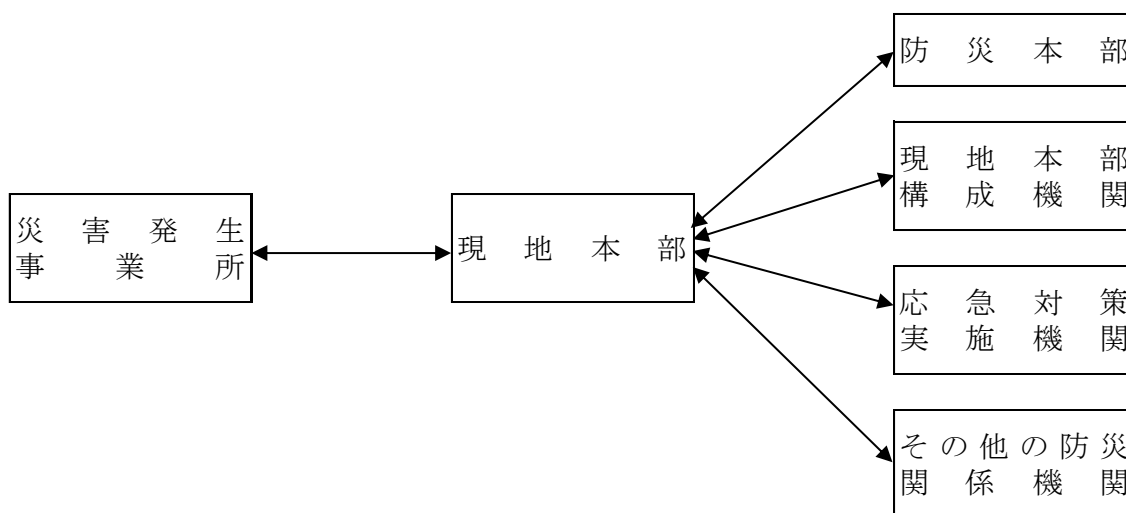 災害発生
事業所
現地本部
防災本部
現地本部
構成機関
応急対策
実施機関
その他の防災
関係機関